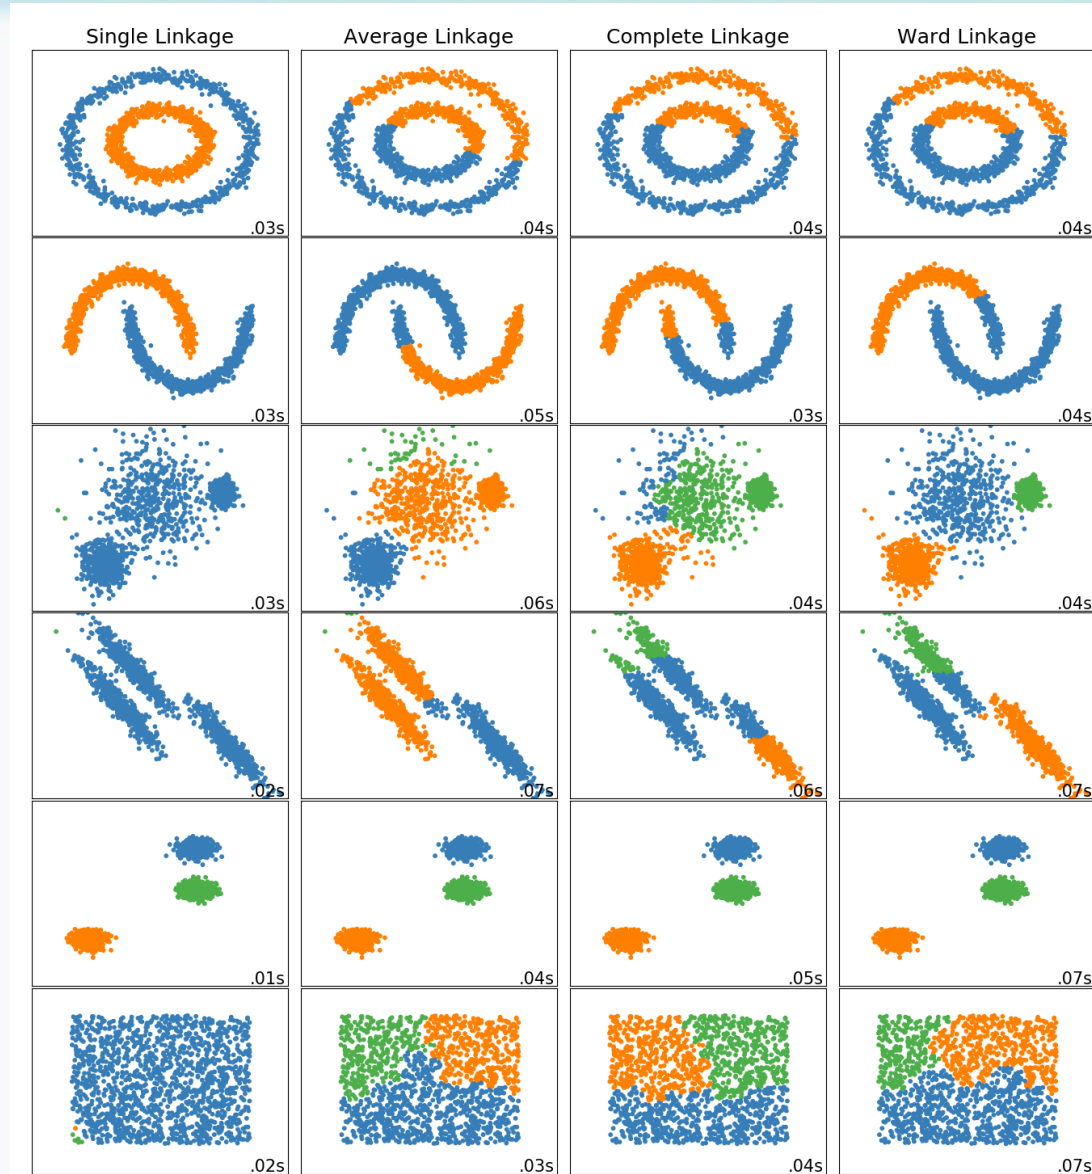 Single Linkage Average Linkage Complete Linkage Ward Linkage
.03s .04s .04s .04s
.03s .05s .03s .04s
.03s .06s .04s .04s
.02s .07s .06s .07s
.01s .04s .05s .07s
.02s .03s .04s .07s